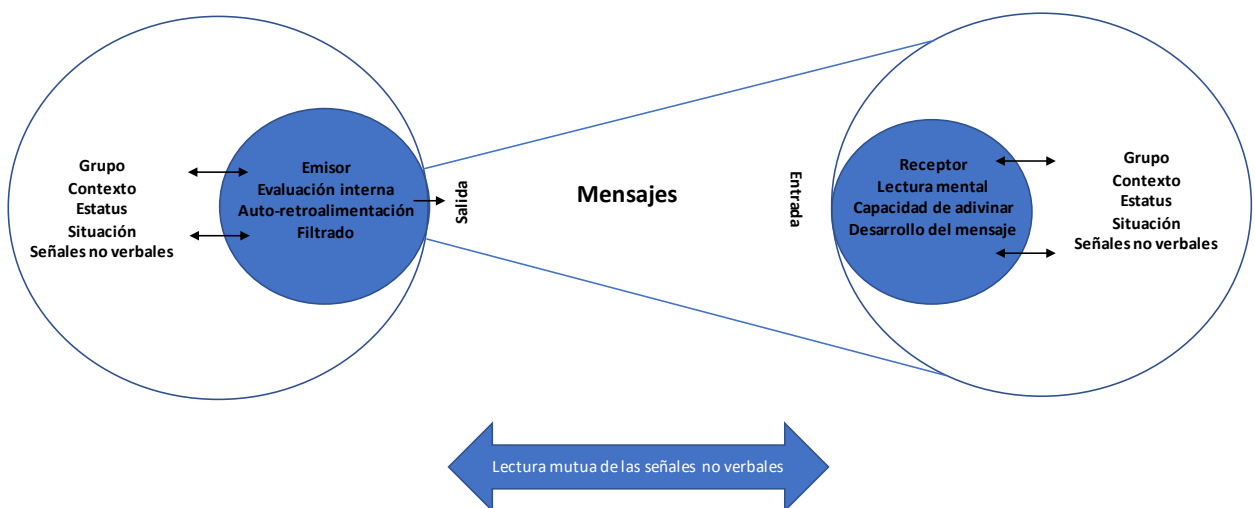 Grupo
Contexto
Estatus
Situación
Señales no verbales
Emisor
Evaluación interna
Auto-retroalimentación
Filtrado
Salida
Mensajes
Entrada
Receptor
Lectura mental
Capacidad de adivinar
Desarrollo del mensaje
Grupo
Contexto
Estatus
Situación
Señales no verbales
Lectura mutua de las señales no verbales